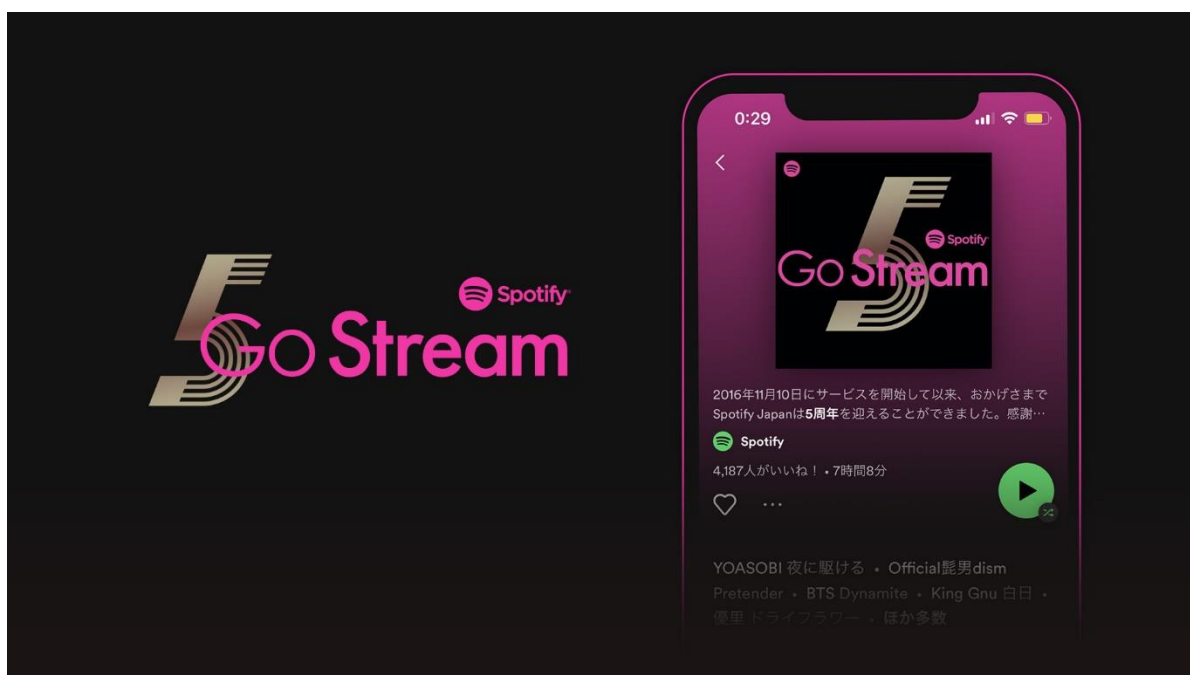 5
Spotify
Go Stream
0:29
5
Spotify
Go Stream
2016年11月10日にサービスを開始して以来、おかげさまで
Spotify Japanは5周年を迎えることができました。感謝…
Spotify
4,187人がいいね！・7時間8分
YOASOBI 夜に駆ける • Official髭男dism
Pretender • BTS Dynamite • King Gnu 白日 •
優里 ドライフラワー • ほか多数